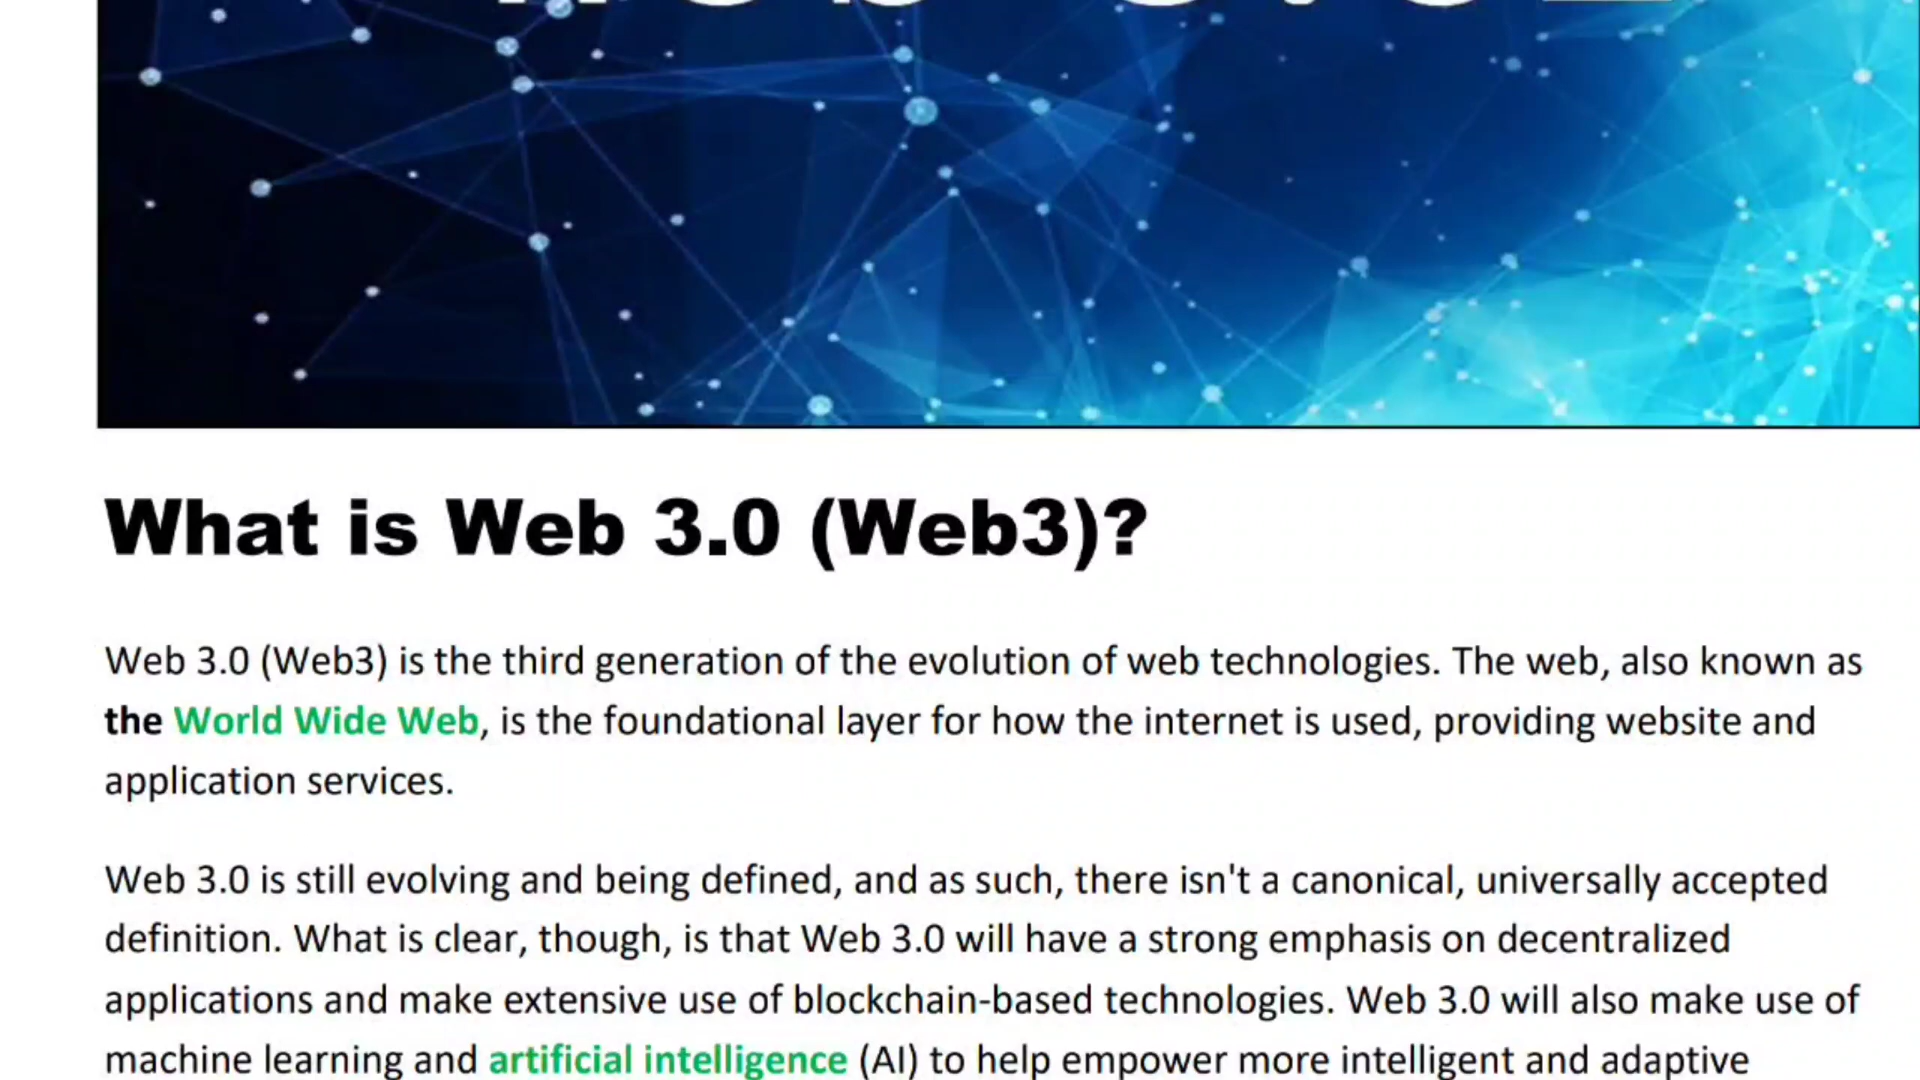 What is Web 3.0 (Web3)?
Web 3.0 (Web3) is the third generation of the evolution of web technologies. The web, also known as
the World Wide Web, is the foundational layer for how the internet is used, providing website and
application services.
Web 3.0 is still evolving and being defined, and as such, there isn't a canonical, universally accepted
definition. What is clear, though, is that Web 3.0 will have a strong emphasis on decentralized
applications and make extensive use of blockchain-based technologies. Web 3.0 will also make use of
machine learning and artificial intelligence (AI) to help empower more intelligent and adaptive